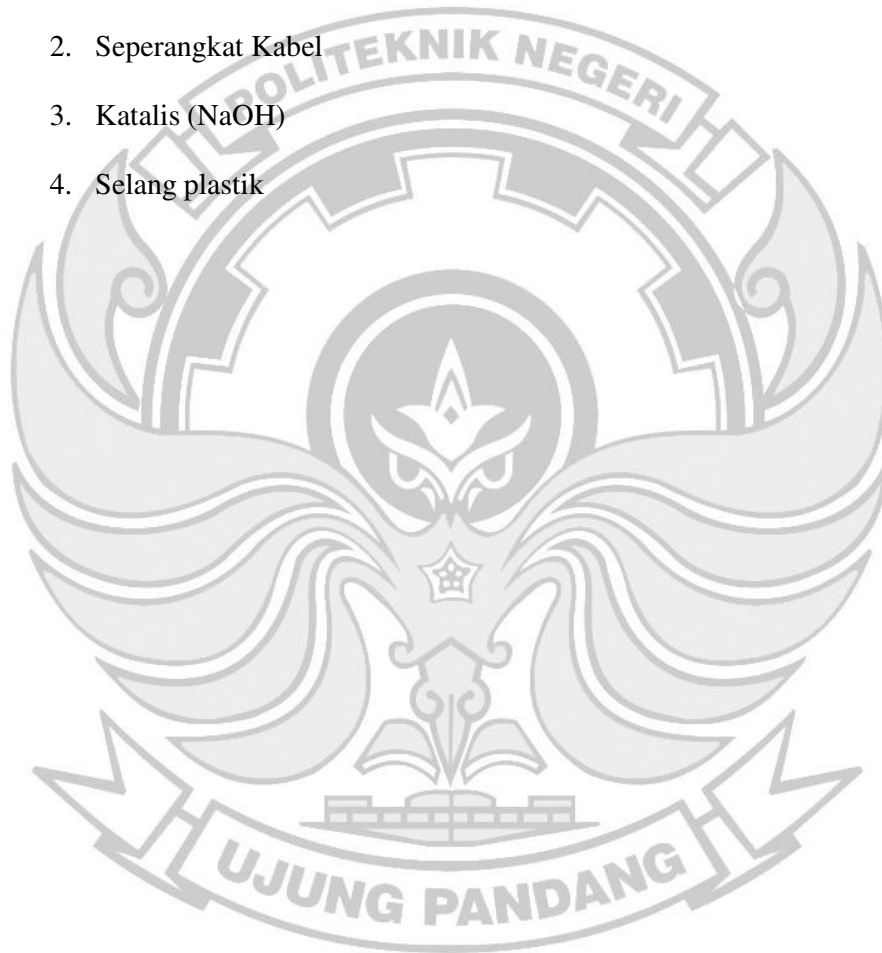 2. Seperangkat Kabel
3. Katalis (NaOH)
4. Selang plastik
POLITEKNIK NEGERI
UJUNG PANDANG